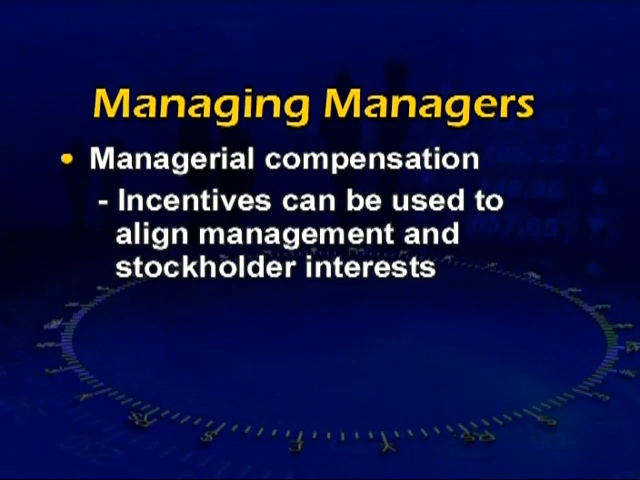 Managing Managers
• Managerial compensation
- Incentives can be used to
align management and
stockholder interests